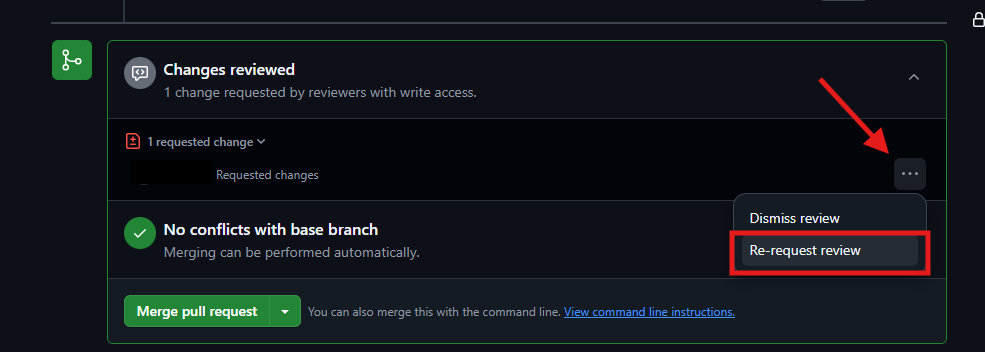 Changes reviewed
1 change requested by reviewers with write access.
1 requested change
Requested changes
Dismiss review
No conflicts with base branch
Re-request review
Merging can be performed automatically.
Merge pull request
You can also merge this with the command line. View command line instructions.